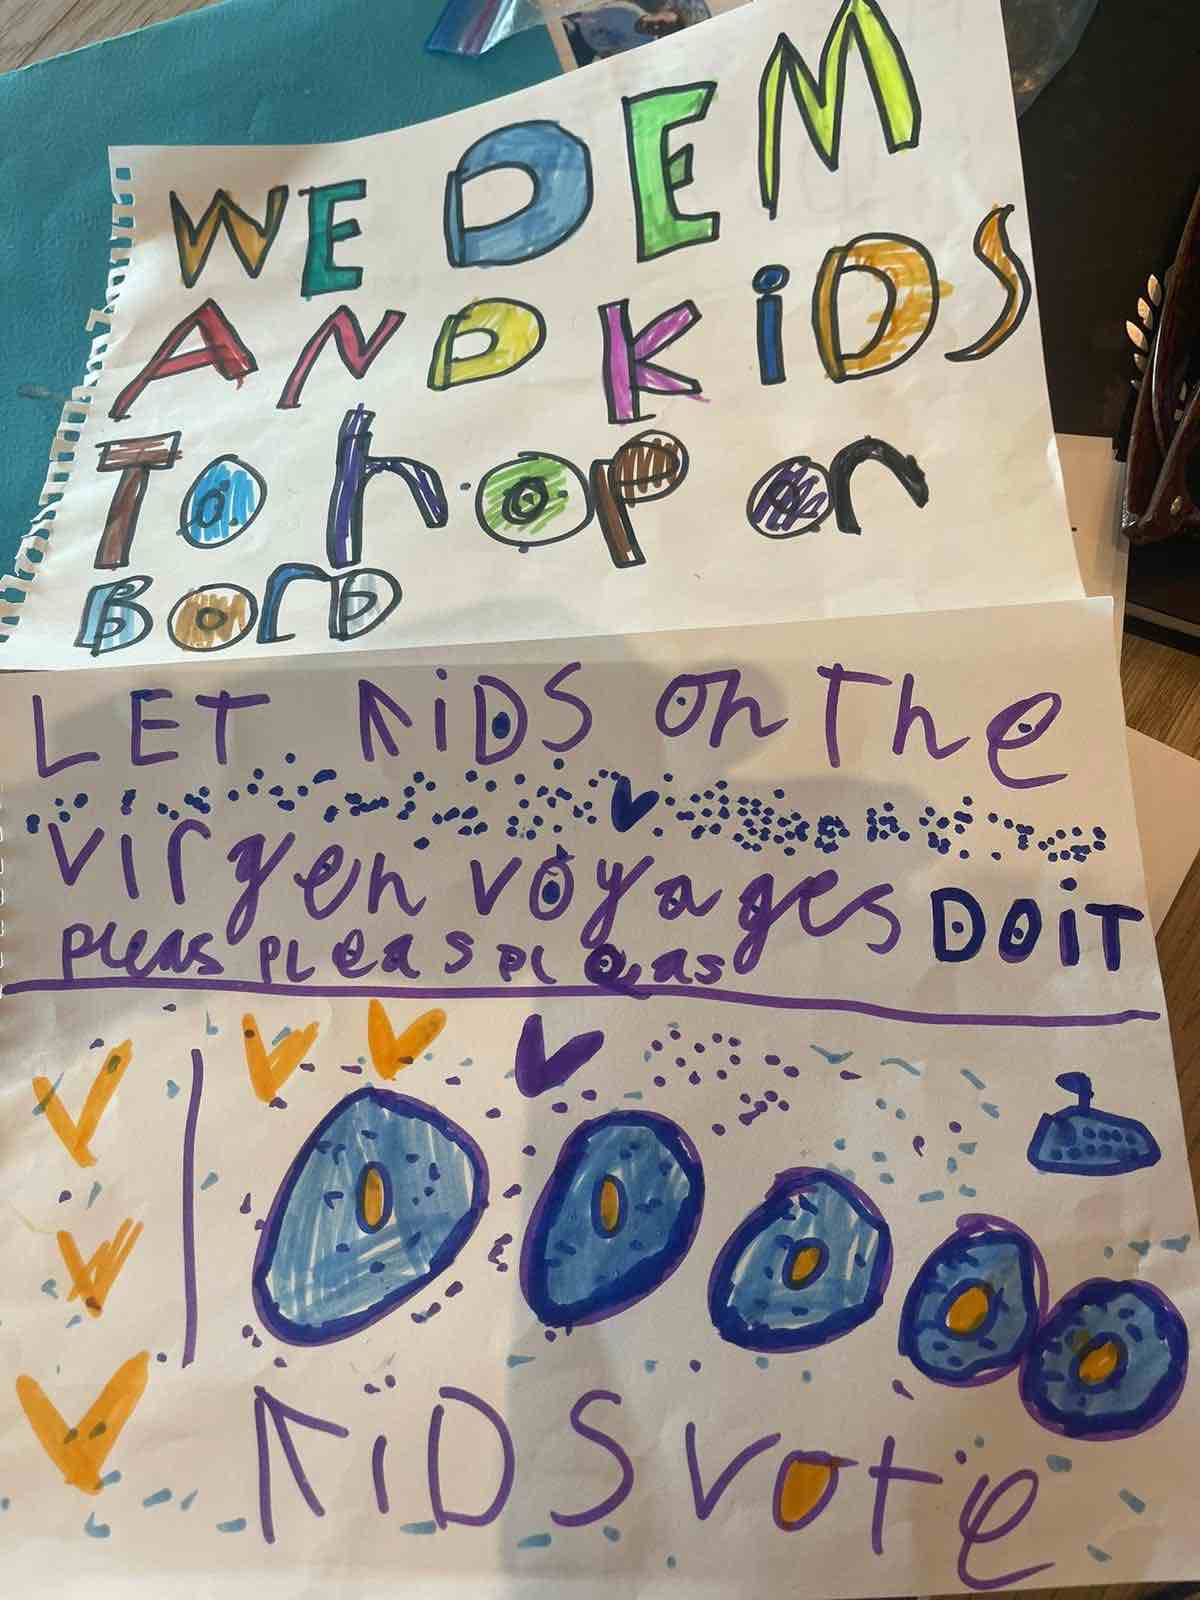 WE DEM
AND KiDS
To hop on
BorD
LET KiDS on The
virgen voyages DOiT
pleas pleas pleas
KiDS vote